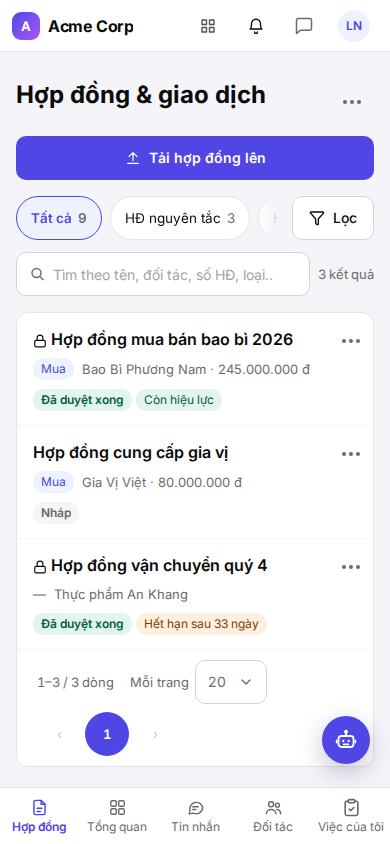 A Acme Corp LN
Hợp đồng & giao dịch
Tải hợp đồng lên
Tất cả 9 HĐ nguyên tắc 3 Lọc
Tìm theo tên, đối tác, số HĐ, loại.. 3 kết quả
Hợp đồng mua bán bao bì 2026
Mua Bao Bì Phương Nam · 245.000.000 đ
Đã duyệt xong Còn hiệu lực
Hợp đồng cung cấp gia vị
Mua Gia Vị Việt · 80.000.000 đ
Nháp
Hợp đồng vận chuyển quý 4
— Thực phẩm An Khang
Đã duyệt xong Hết hạn sau 33 ngày
1–3 / 3 dòng Mỗi trang 20
‹ 1 ›
Hợp đồng Tổng quan Tin nhắn Đối tác Việc của tôi